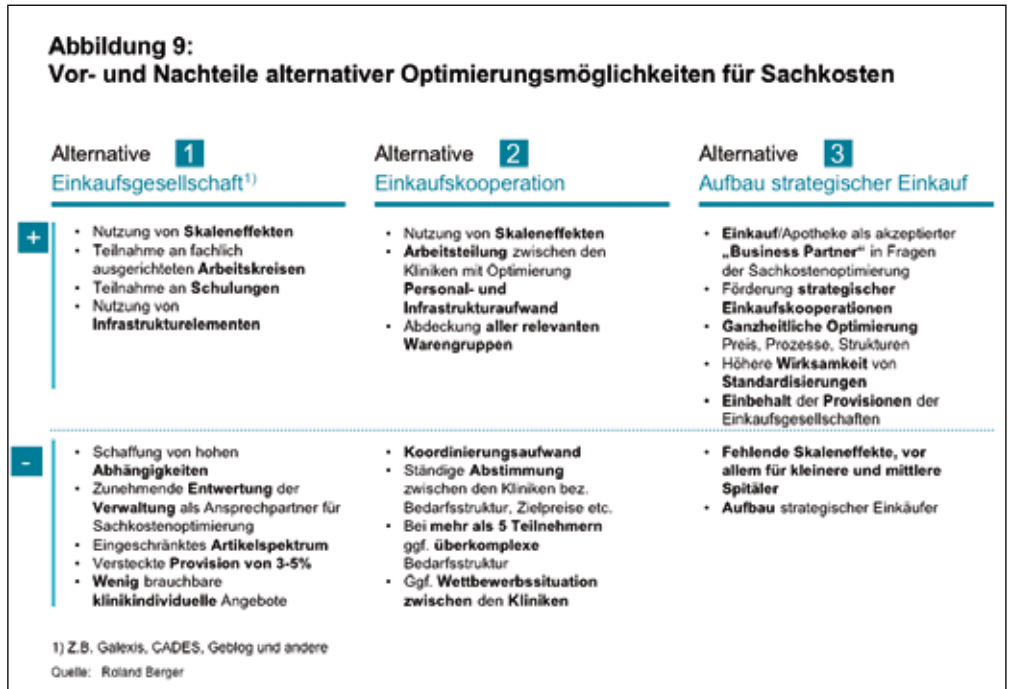 Abbildung 9:
Vor- und Nachteile alternativer Optimierungsmöglichkeiten für Sachkosten
Alternative 1
Einkaufsgesellschaft1)
Alternative 2
Einkaufskooperation
Alternative 3
Aufbau strategischer Einkauf
+
• Nutzung von Skaleneffekten
• Teilnahme an fachlich
ausgerichteten Arbeitskreisen
• Teilnahme an Schulungen
• Nutzung von
Infrastrukturelementen
• Nutzung von Skaleneffekten
• Arbeitsteilung zwischen den
Kliniken mit Optimierung
Personal- und
Infrastrukturaufwand
• Abdeckung aller relevanten
Warengruppen
• Einkauf/Apotheke als akzeptierter
„Business Partner" in Fragen
der Sachkostenoptimierung
• Förderung strategischer
Einkaufskooperationen
• Ganzheitliche Optimierung
Preis, Prozesse, Strukturen
• Höhere Wirksamkeit von
Standardisierungen
• Einbehalt der Provisionen der
Einkaufsgesellschaften
-
• Schaffung von hohen
Abhängigkeiten
• Zunehmende Entwertung der
Verwaltung als Ansprechpartner für
Sachkostenoptimierung
• Eingeschränktes Artikelspektrum
• Versteckte Provision von 3-5%
• Wenig brauchbare
klinikindividuelle Angebote
• Koordinierungsaufwand
• Ständige Abstimmung
zwischen den Kliniken bez.
Bedarfsstruktur, Zielpreise etc.
• Bei mehr als 5 Teilnehmern
ggf. überkomplexe
Bedarfsstruktur
• Ggf. Wettbewerbssituation
zwischen den Kliniken
• Fehlende Skaleneffekte, vor
allem für kleinere und mittlere
Spitäler
• Aufbau strategischer Einkäufer
1) Z.B. Galexis, CADES, Geblog und andere
Quelle: Roland Berger